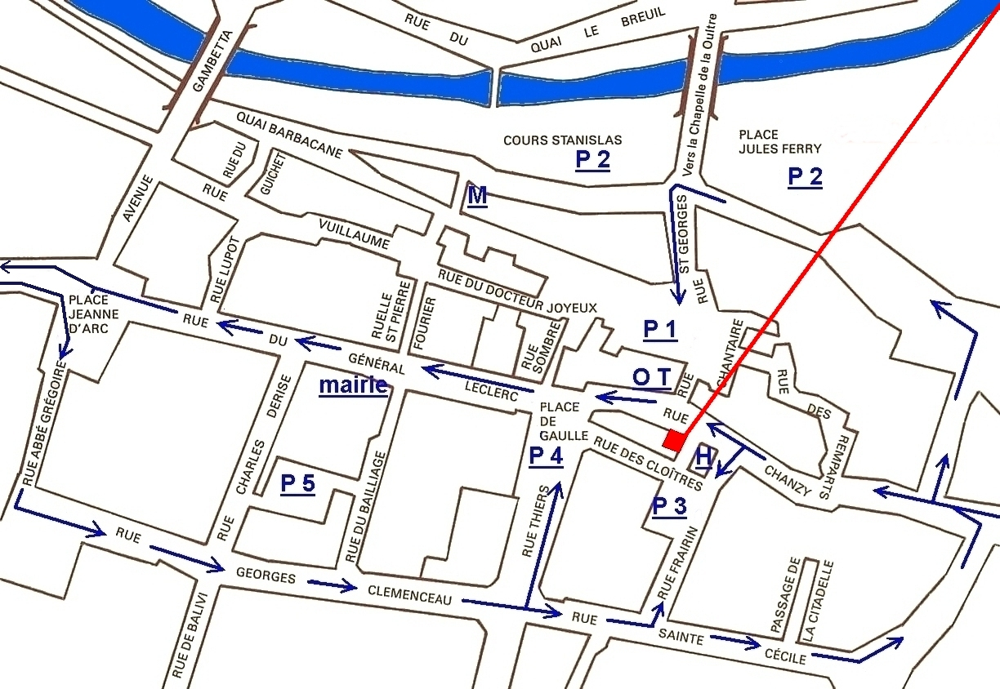 RUE DU
QUAI LE BREUIL
GAMBETTA
Vers la Chapelle de la Oultre
QUAI BARBACANE
COURS STANISLAS
P 2
PLACE
JULES FERRY
P 2
RUE DU
GUICHET
AVENUE
RUE
VUILLAUME
M
ST GEORGES
RUE
RUE LUPOT
RUE DU DOCTEUR JOYEUX
RUELLE
ST PIERRE
FOURIER
PLACE
JEANNE
D'ARC
RUE
DU
GÉNÉRAL
LECLERC
RUE
SOMBRE
P 1
CHANTAIRE
RUE
O T
mairie
RUE
DES
REMPARTS
PLACE
DE
GAULLE
RUE
CHANZY
RUE DES CLOÎTRES
H
P 4
P 3
P 5
RUE ABBÉ GRÉGOIRE
RUE
CHARLES
DERISE
RUE DU BAILLIAGE
RUE THIERS
RUE FRAIRIN
PASSAGE DE
LA CITADELLE
RUE
GEORGES
CLEMENCEAU
RUE
SAINTE
CÉCILE
RUE DE BALIVI